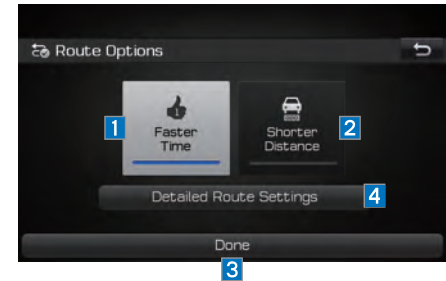 Route Options
1
Faster
Time
Shorter
Distance
2
Detailed Route Settings
4
Done
3